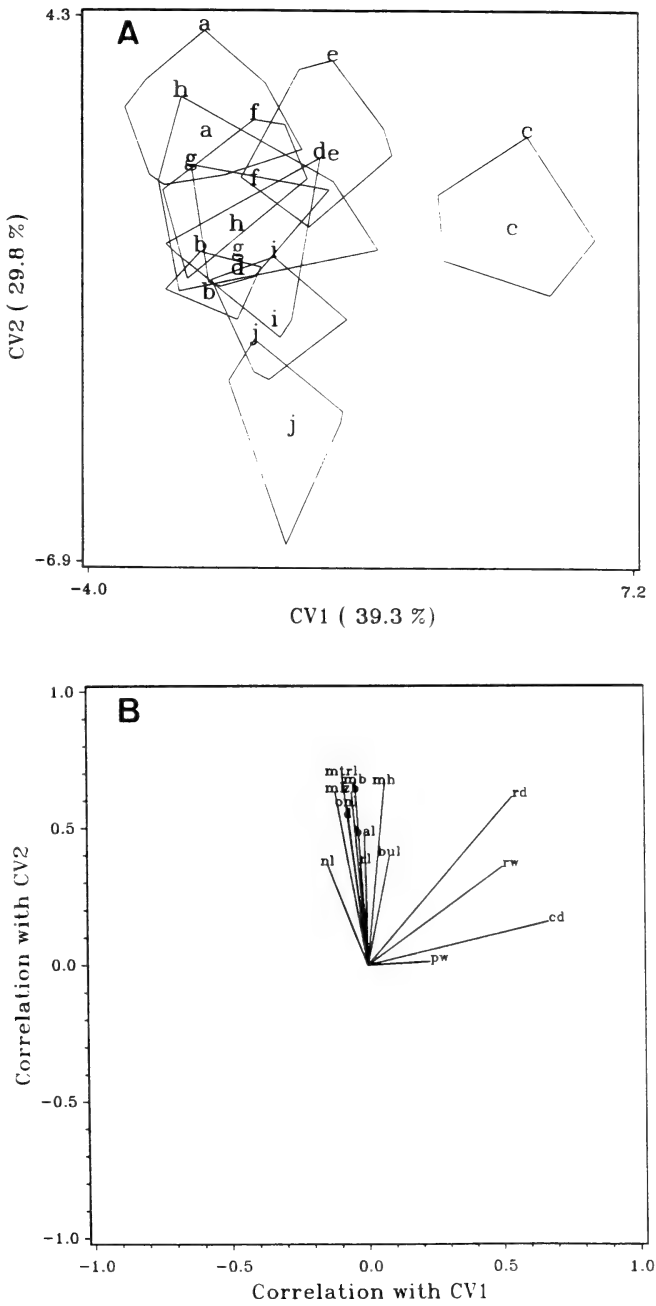 4.3
A
a
e
h
f
c
a
d e
g
f
c
h
b
g
i
d
b
i
j
j
CV2 ( 29.8 %)
-6.9
-4.0
7.2
CV1 ( 39.3 %)
1.0
B
mtrl
mb mh
rd
0.5
al
bul
rw
nl
cd
pw
0.0
Correlation with CV2
-0.5
-1.0
-1.0 -0.5 0.0 0.5 1.0
Correlation with CV1